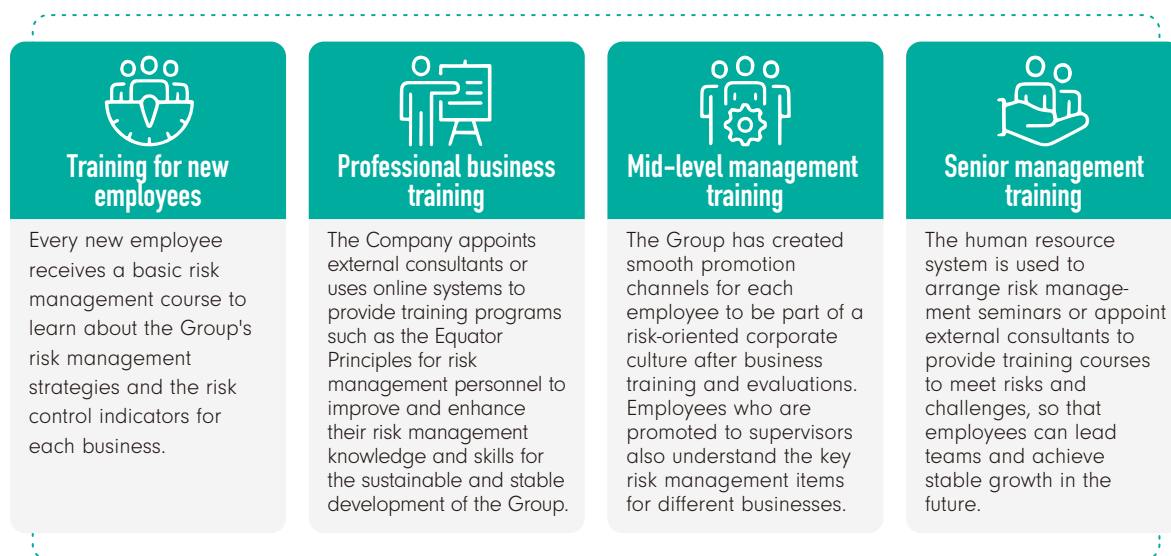 Training for new
employees
Every new employee
receives a basic risk
management course to
learn about the Group's
risk management
strategies and the risk
control indicators for
each business.
Professional business
training
The Company appoints
external consultants or
uses online systems to
provide training programs
such as the Equator
Principles for risk
management personnel to
improve and enhance
their risk management
knowledge and skills for
the sustainable and stable
development of the Group.
Mid-level management
training
The Group has created
smooth promotion
channels for each
employee to be part of a
risk-oriented corporate
culture after business
training and evaluations.
Employees who are
promoted to supervisors
also understand the key
risk management items
for different businesses.
Senior management
training
The human resource
system is used to
arrange risk manage-
ment seminars or appoint
external consultants to
provide training courses
to meet risks and
challenges, so that
employees can lead
teams and achieve
stable growth in the
future.